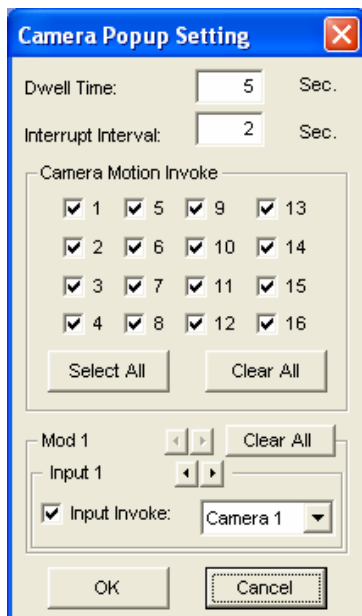 Camera Popup Setting
Dwell Time: 5 Sec.
Interrupt Interval: 2 Sec.
Camera Motion Invoke
1 5 9 13
2 6 10 14
3 7 11 15
4 8 12 16
Select All Clear All
Mod 1 Clear All
Input 1
Input Invoke: Camera 1
OK Cancel